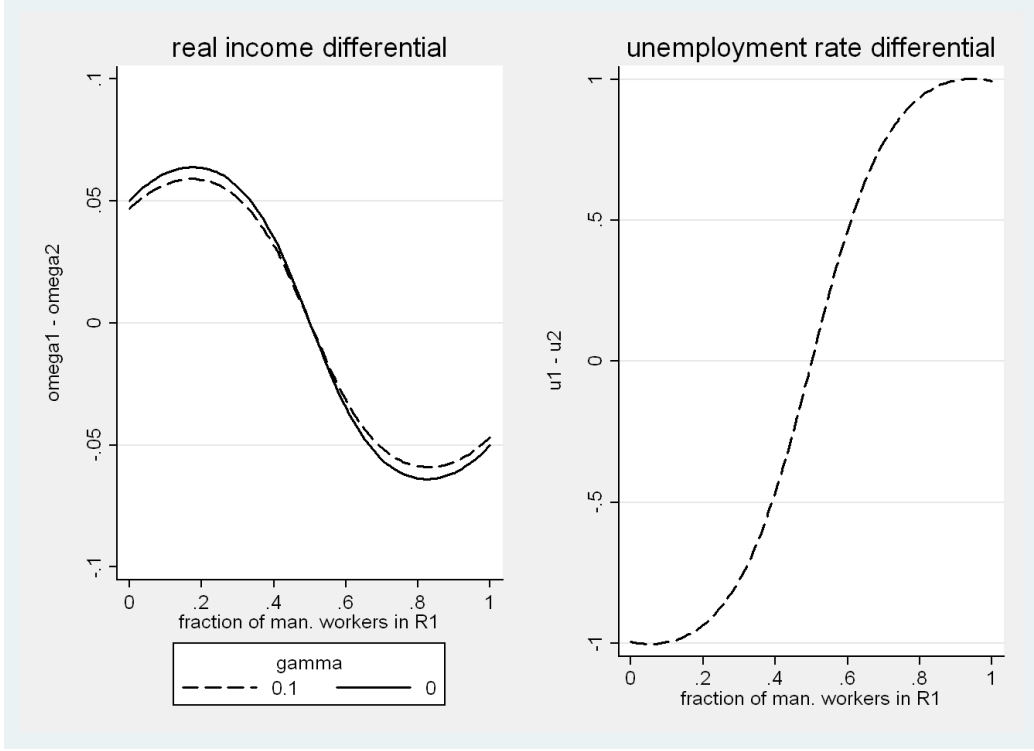 real income differential
.1
.05
0
-.05
-.1
omega1 - omega2
0 .2 .4 .6 .8 1
fraction of man. workers in R1
gamma
0.1 0
unemployment rate differential
1
.5
0
-.5
-1
u1 - u2
0 .2 .4 .6 .8 1
fraction of man. workers in R1